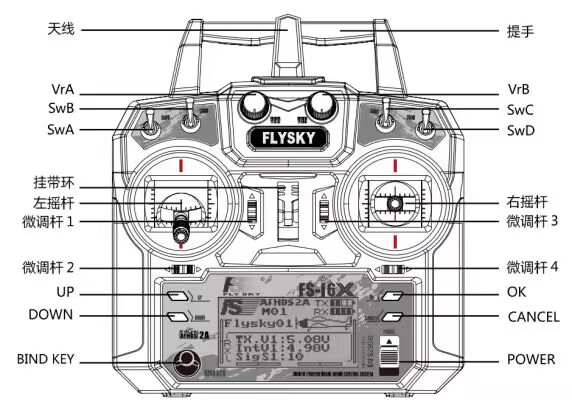 天线
提手
VrA
VrB
SwB
SwC
SwA
SwD
FLYSKY
挂带环
左摇杆
右摇杆
微调杆 1
微调杆 3
微调杆 2
微调杆 4
FLYSKY
FS-i6X
UP
OK
DOWN
CANCEL
BIND KEY
POWER
AFHDS 2A
AFHDS 2A TX
M01 RX
Flysky01
TX.V1:5.08V
IntV1:4.98V
SigS1:10